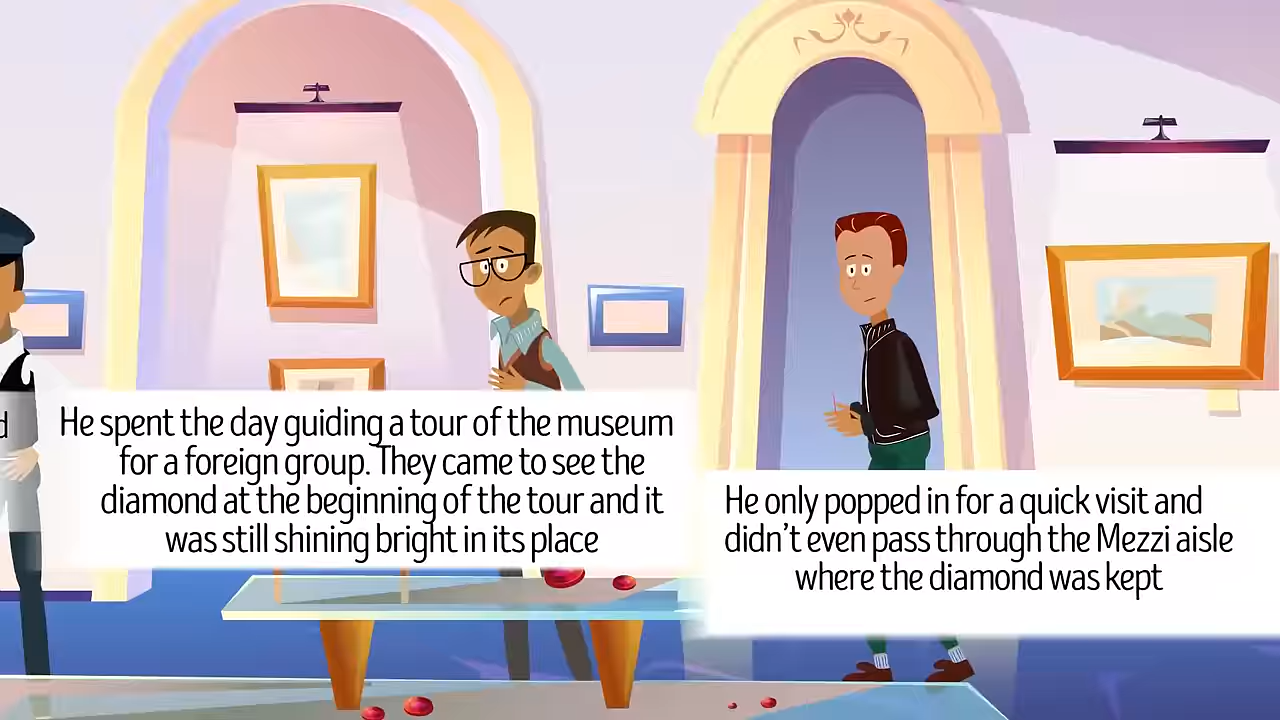 He spent the day guiding a tour of the museum
for a foreign group. They came to see the
diamond at the beginning of the tour and it
was still shining bright in its place
He only popped in for a quick visit and
didn't even pass through the Mezzi aisle
where the diamond was kept